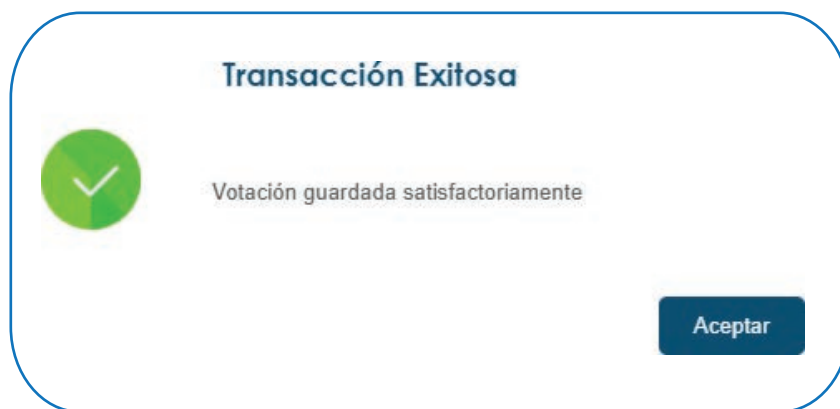 Transacción Exitosa
Votación guardada satisfactoriamente
Aceptar